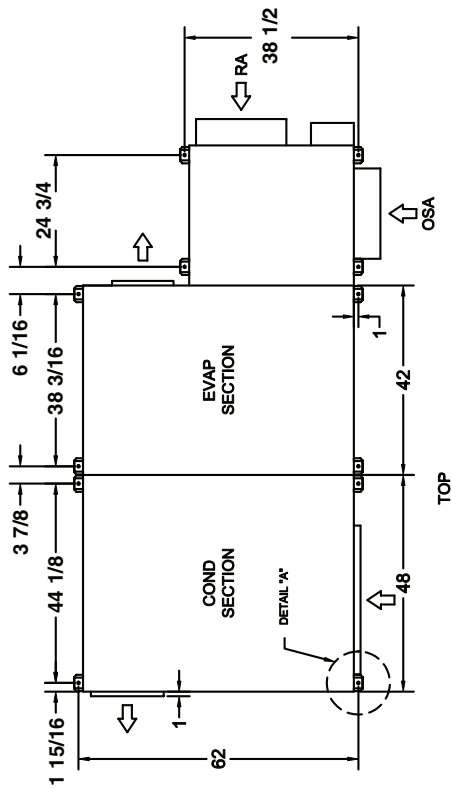 38 1/2
RA
24 3/4
OSA
6 1/16
38 3/16
EVAP
SECTION
1
42
3 7/8
44 1/8
COND
SECTION
DETAIL "A"
48
TOP
1 15/16
1
62